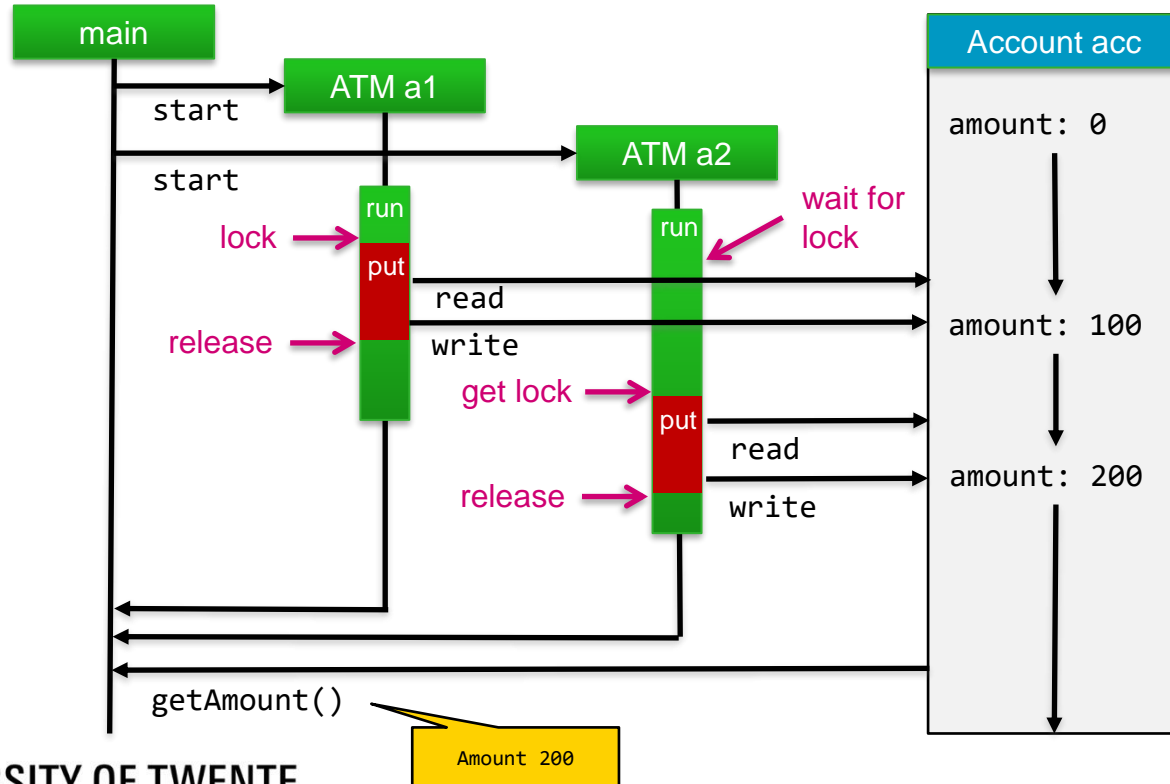 main
Account acc
ATM a1
start
amount: 0
ATM a2
start
wait for
lock
run
run
lock
put
read
amount: 100
release
write
get lock
put
read
amount: 200
release
write
getAmount()
Amount 200
SITY OF TWENTE